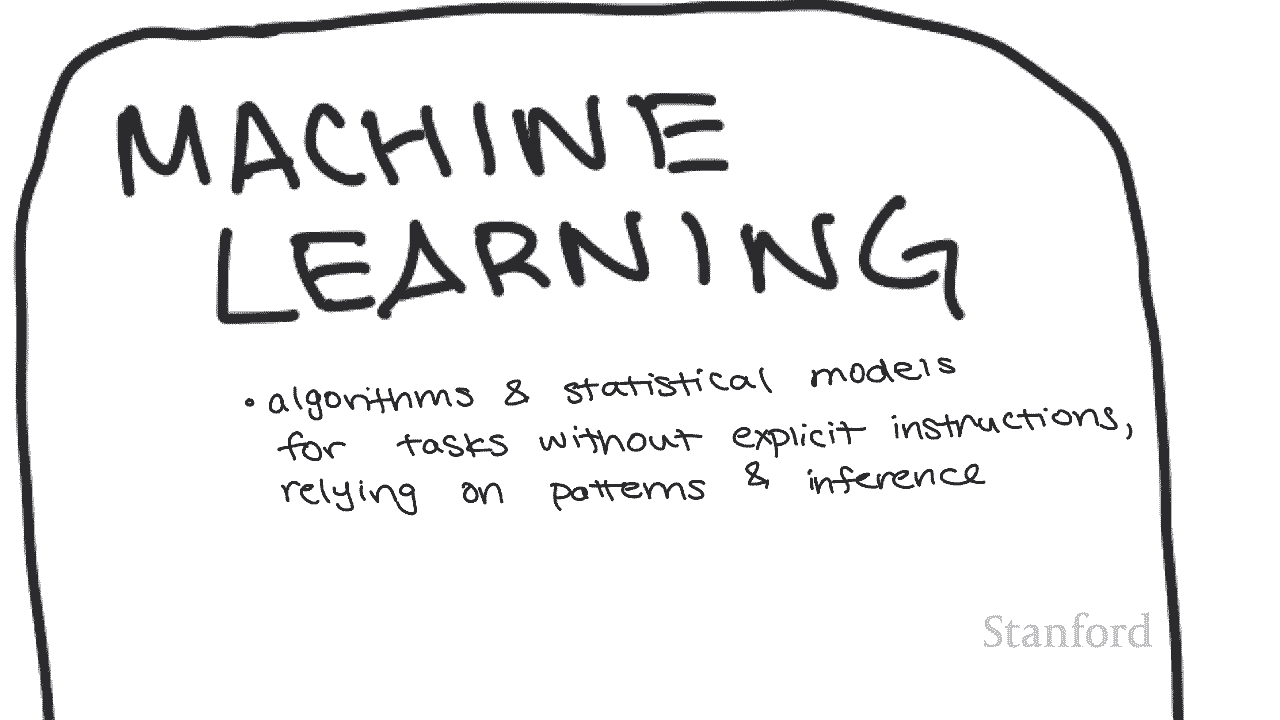 MACHINE
LEARNING
• algorithms & statistical models
for tasks without explicit instructions,
relying on patterns & inference
Stanford